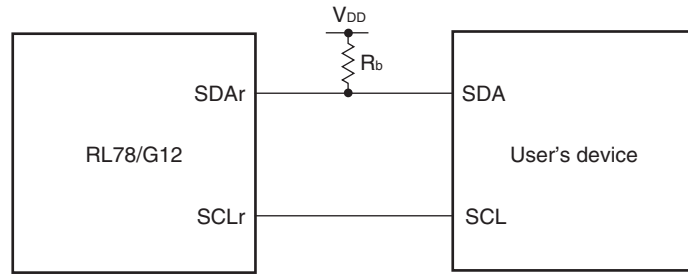 VDD
Rb
SDAr
SDA
RL78/G12
User's device
SCLr
SCL